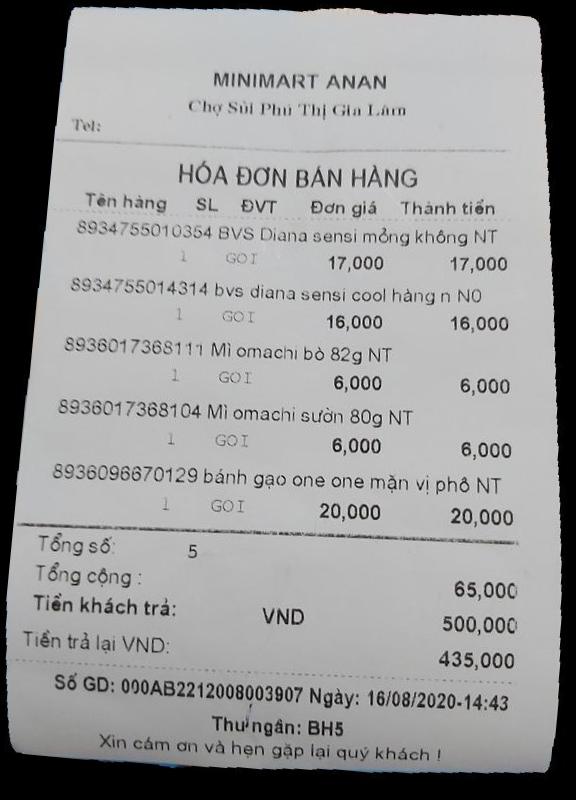 MINIMART ANAN
Chợ Sủi Phú Thị Gia Lâm
Tel:
HÓA ĐƠN BÁN HÀNG
Tên hàng SL ĐVT Đơn giá Thành tiền
8934755010354 BVS Diana sensi mỏng không NT
1 GOI 17,000 17,000
8934755014314 bvs diana sensi cool hàng n N0
1 GOI 16,000 16,000
8936017368111 Mì omachi bò 82g NT
1 GOI 6,000 6,000
8936017368104 Mì omachi sườn 80g NT
1 GOI 6,000 6,000
8936096670129 bánh gạo one one mặn vị phô NT
1 GOI 20,000 20,000
Tổng số: 5
Tổng cộng : 65,000
Tiền khách trả: VND 500,000
Tiền trả lại VND: 435,000
Số GD: 000AB2212008003907 Ngày: 16/08/2020-14:43
Thu ngân: BH5
Xin cám ơn và hẹn gặp lại quý khách !